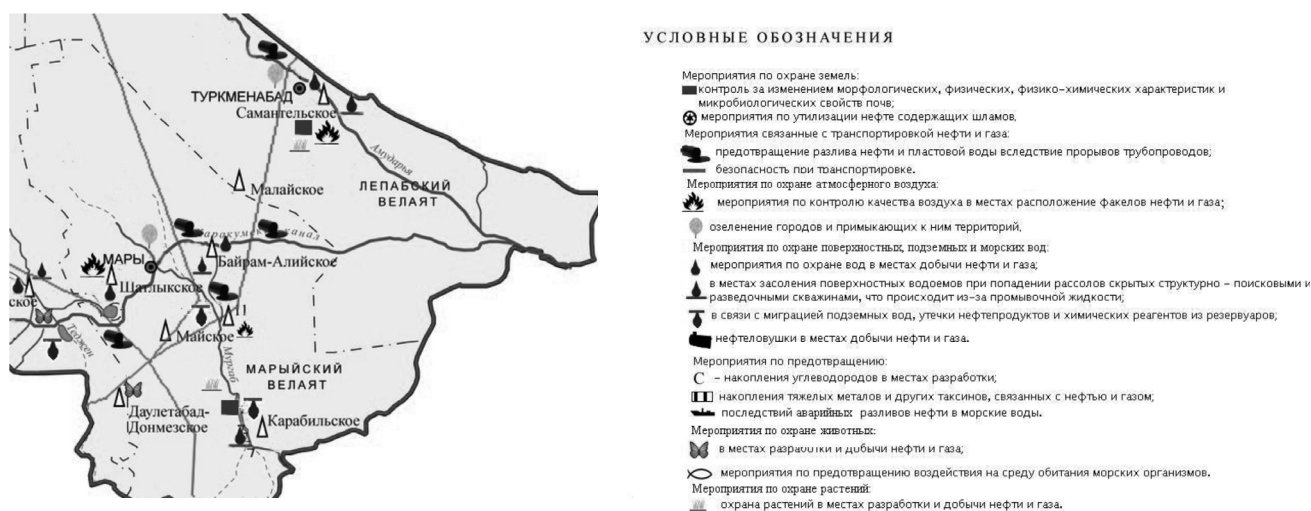 ТУРКМЕНАБАД
Самантельское
Амударья
Малайское
ЛЕПАБСКИЙ
ВЕЛАЯТ
Каракумский канал
МАРЫ
Байрам-Алийское
Шатлыкское
ское
Теджен
Майское
Мургаб
МАРЫЙСКИЙ
ВЕЛАЯТ
Даулетабад-
Донмезское
Карабильское
УСЛОВНЫЕ ОБОЗНАЧЕНИЯ
Мероприятия по охране земель:
контроль за изменением морфологических, физических, физико-химических характеристик и
микробиологических свойств почв;
мероприятия по утилизации нефте содержащих шламов.
Мероприятия связанные с транспортировкой нефти и газа:
предотвращение разлива нефти и пластовой воды вследствие прорывов трубопроводов;
безопасность при транспортировке.
Мероприятия по охране атмосферного воздуха:
мероприятия по контролю качества воздуха в местах расположение факелов нефти и газа;
озеленение городов и примыкающих к ним территорий.
Мероприятия по охране поверхностных, подземных и морских вод:
мероприятия по охране вод в местах добычи нефти и газа;
в местах засоления поверхностных водоемов при попадении рассолов скрытых структурно - поисковыми и
разведочными скважинами, что происходит из-за промывочной жидкости;
в связи с миграцией подземных вод, утечки нефтепродуктов и химических реагентов из резервуаров;
нефтеловушки в местах добычи нефти и газа.
Мероприятия по предотвращению:
С - накопления углеводородов в местах разработки;
накопления тяжелых металов и других таксинов, связанных с нефтью и газом;
последствий аварийных разливов нефти в морские воды.
Мероприятия по охране животных:
в местах разработки и добычи нефти и газа;
мероприятия по предотвращению воздействия на среду обитания морских организмов.
Мероприятия по охране растений:
охрана растений в местах разработки и добычи нефти и газа.